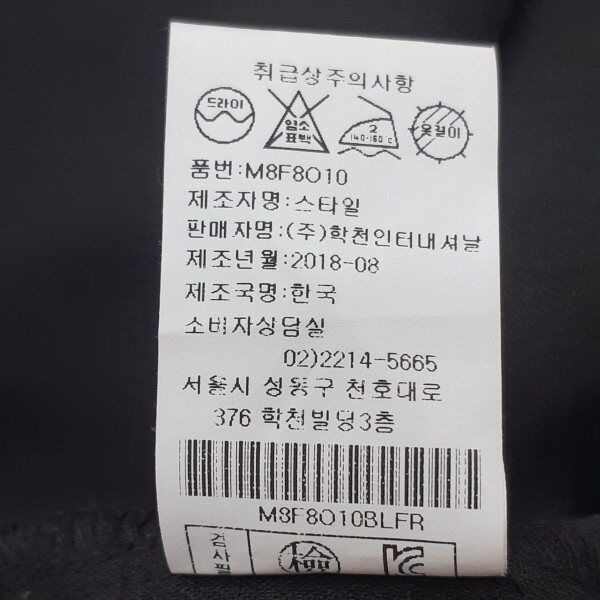 취급상주의사항
드라이 염소 표백 2 140-160 C 옷걸이
품번:M8F8O10
제조자명:스타일
판매자명:(주)학천인터내셔날
제조년월:2018-08
제조국명:한국
소비자상담실
02)2214-5665
서울시 성동구 천호대로
376 학천빌딩3층
M8F8O10BLFR
검사필 檢